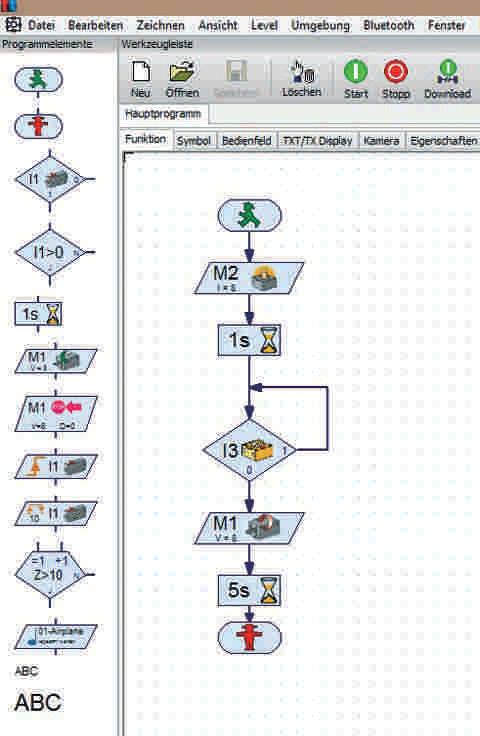 Datei Bearbeiten Zeichnen Ansicht Level Umgebung Bluetooth Fenster
Programmelemente
Werkzeugleiste
Neu Öffnen Speichern Löschen Start Stopp Download
Hauptprogramm
Funktion Symbol Bedienfeld TXT/TX Display Kamera Eigenschaften
I1 0
1
I1>0 N
J
1s
M1
V=8
M1 STOP
V=8 D=0
I1
10 I1
=1 +1
Z>10 N
J
01-Airplane
ABC
ABC
M2
I = 8
1s
I3 1
0
M1
V = 8
5s